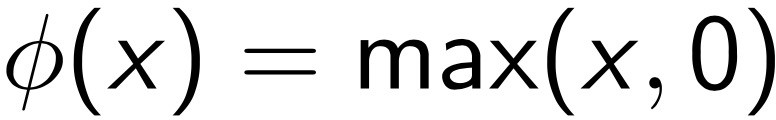 ϕ(x) = max(x, 0)